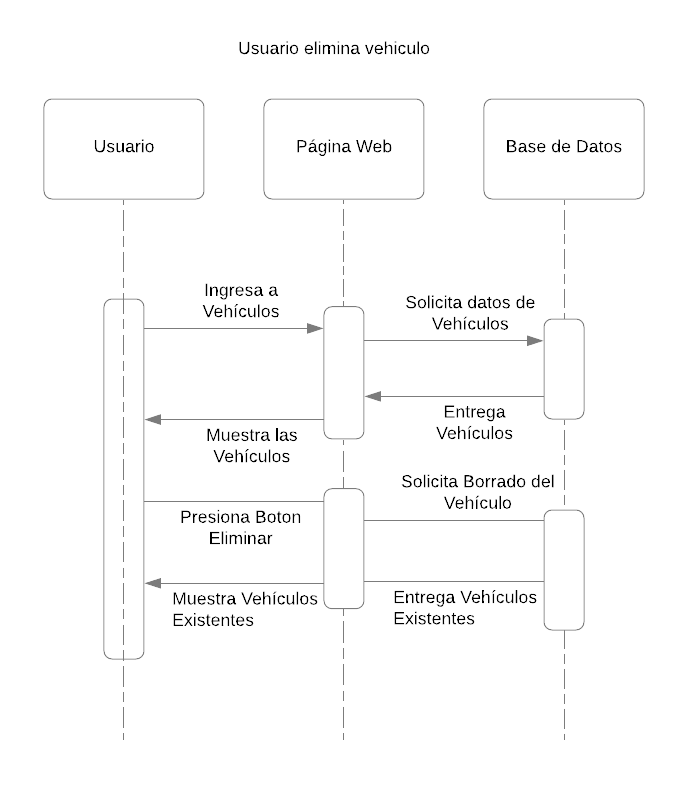 Usuario elimina vehiculo
Usuario
Página Web
Base de Datos
Ingresa a
Vehículos
Solicita datos de
Vehículos
Entrega
Vehículos
Muestra las
Vehículos
Solicita Borrado del
Vehículo
Presiona Boton
Eliminar
Muestra Vehículos
Existentes
Entrega Vehículos
Existentes